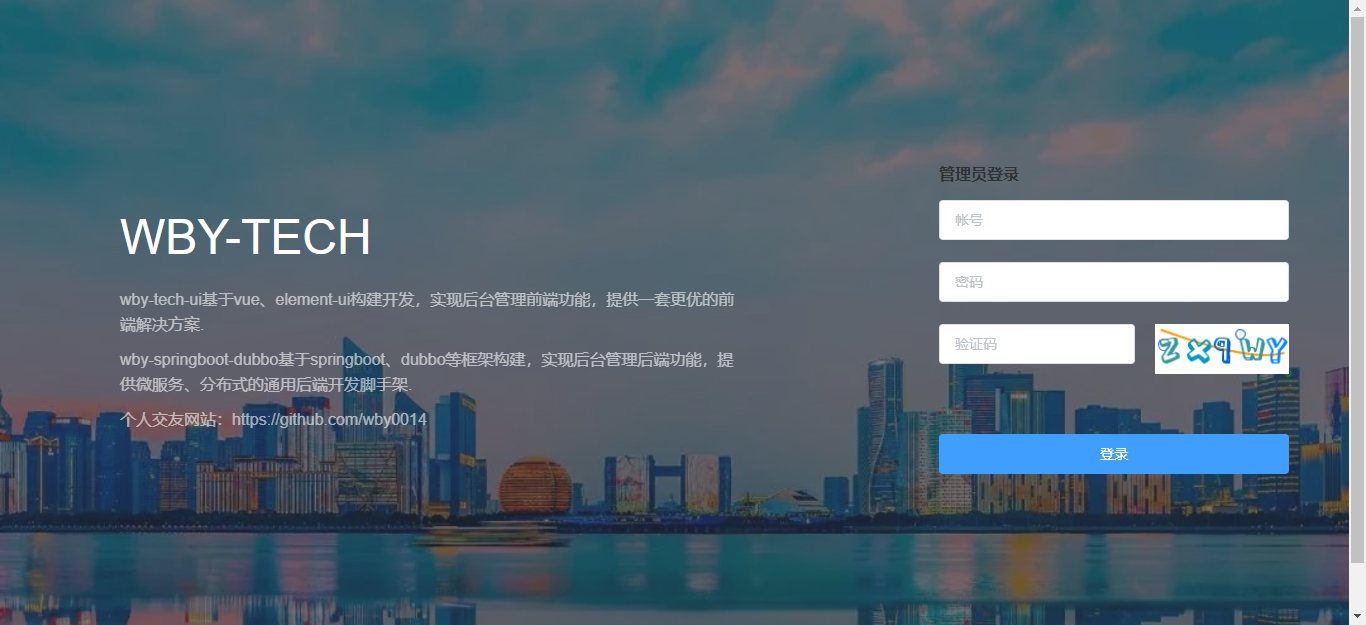 WBY-TECH
wby-tech-ui基于vue、element-ui构建开发，实现后台管理前端功能，提供一套更优的前
端解决方案.
wby-springboot-dubbo基于springboot、dubbo等框架构建，实现后台管理后端功能，提
供微服务、分布式的通用后端开发脚手架.
个人交友网站：https://github.com/wby0014
管理员登录
帐号
密码
验证码
zx9wY
登录